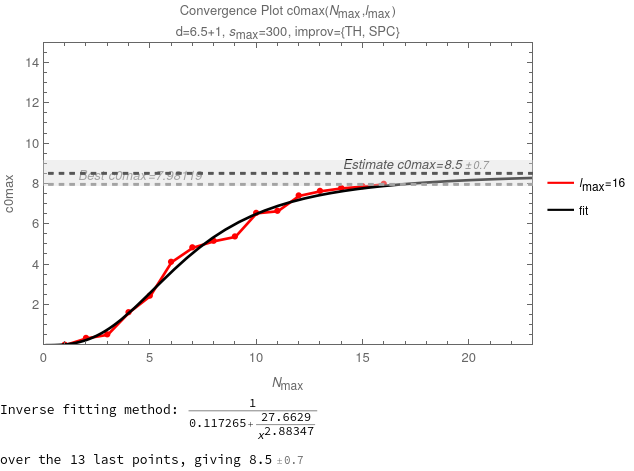 Convergence Plot c0max(Nmax,lmax)
d=6.5+1, smax=300, improv={TH, SPC}
14
12
10
8
6
4
2
0
5
10
15
20
c0max
Nmax
Estimate c0max=8.5 ±0.7
Best c0max=7.98119
lmax=16
fit
Inverse fitting method: 1
0.117265+ 27.6629
x^2.88347
over the 13 last points, giving 8.5 ±0.7